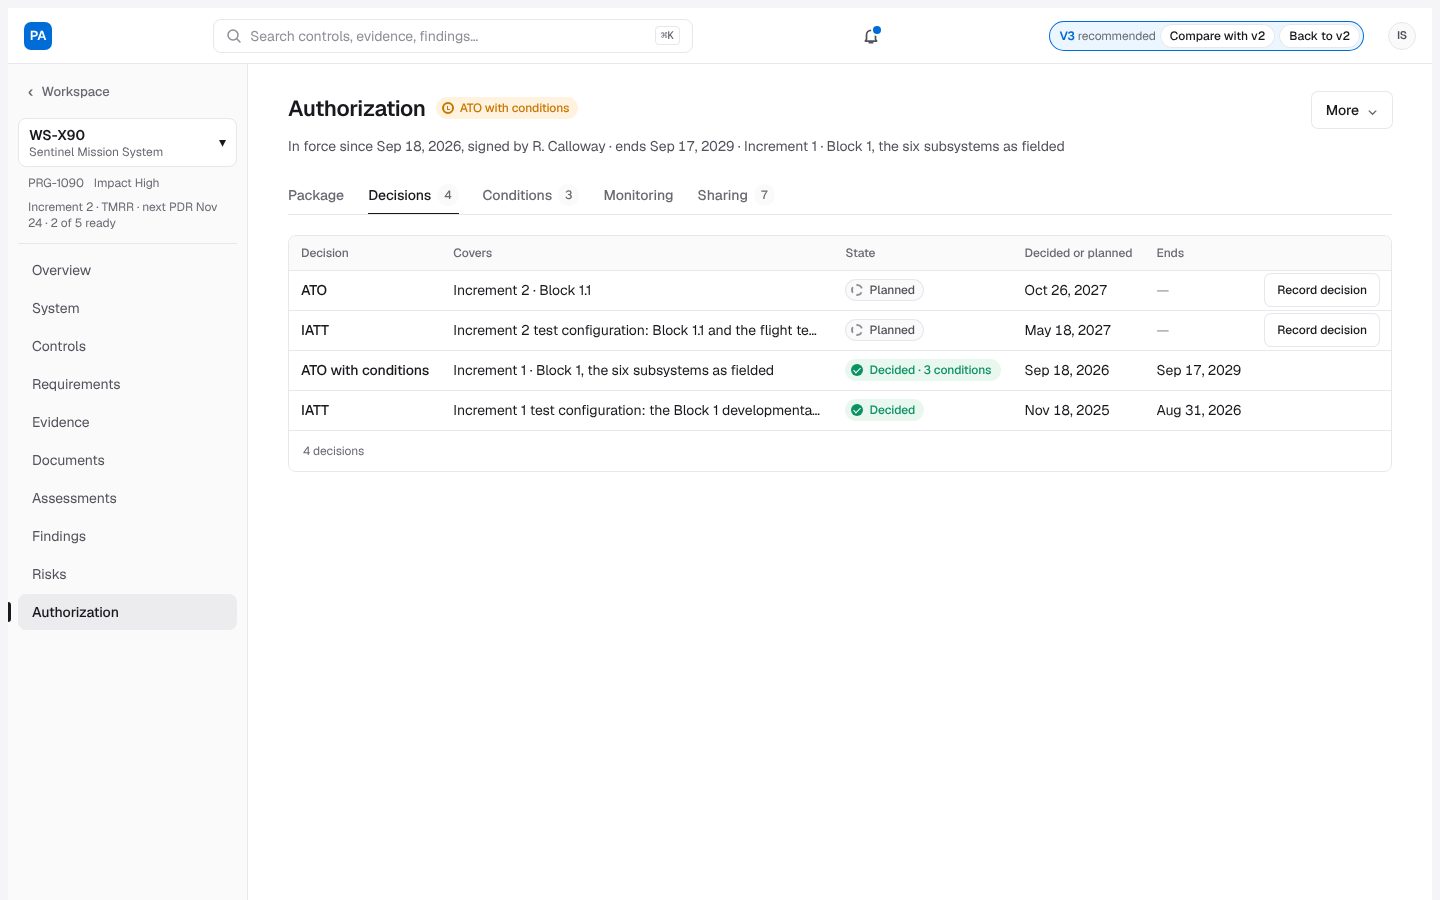 PA
Search controls, evidence, findings...
⌘K
V3 recommended
Compare with v2
Back to v2
IS
‹ Workspace
WS-X90
Sentinel Mission System
PRG-1090 Impact High
Increment 2 · TMRR · next PDR Nov
24 · 2 of 5 ready
Overview
System
Controls
Requirements
Evidence
Documents
Assessments
Findings
Risks
Authorization
Authorization
ATO with conditions
More
In force since Sep 18, 2026, signed by R. Calloway · ends Sep 17, 2029 · Increment 1 · Block 1, the six subsystems as fielded
Package
Decisions 4
Conditions 3
Monitoring
Sharing 7
Decision Covers State Decided or planned Ends
ATO Increment 2 · Block 1.1 Planned Oct 26, 2027 — Record decision
IATT Increment 2 test configuration: Block 1.1 and the flight te... Planned May 18, 2027 — Record decision
ATO with conditions Increment 1 · Block 1, the six subsystems as fielded Decided · 3 conditions Sep 18, 2026 Sep 17, 2029
IATT Increment 1 test configuration: the Block 1 developmenta... Decided Nov 18, 2025 Aug 31, 2026
4 decisions